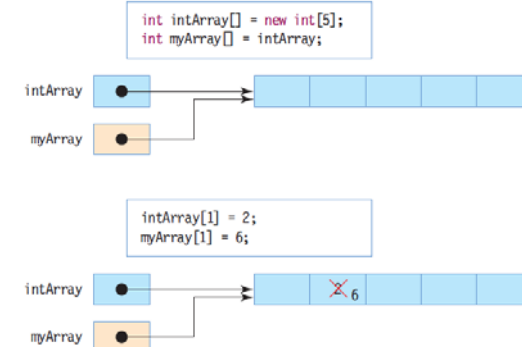 int intArray[] = new int[5];
int myArray[] = intArray;
intArray
myArray
intArray[1] = 2;
myArray[1] = 6;
intArray
2 6
myArray